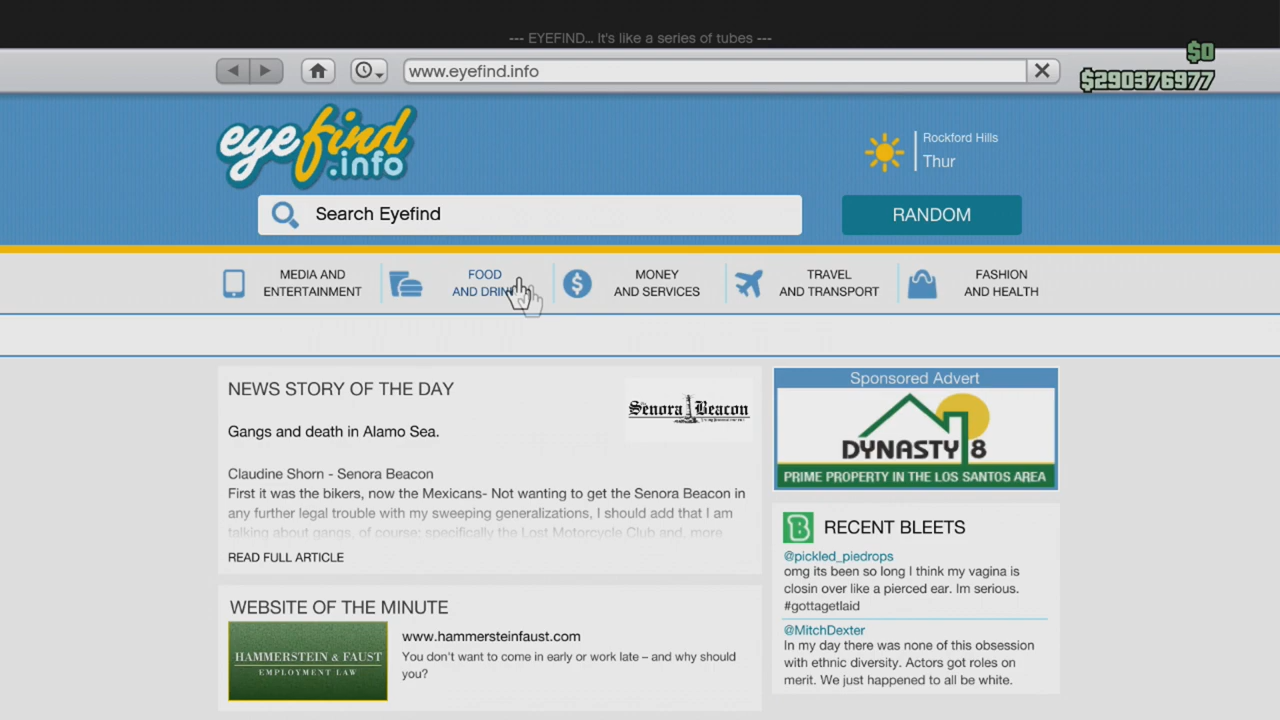 --- EYEFIND... It's like a series of tubes ---
$0
www.eyefind.info
$290376977
eyefind
.info
Rockford Hills
Thur
Search Eyefind
RANDOM
MEDIA AND
ENTERTAINMENT
FOOD
AND DRIN
MONEY
AND SERVICES
TRAVEL
AND TRANSPORT
FASHION
AND HEALTH
NEWS STORY OF THE DAY
Senora Beacon
Gangs and death in Alamo Sea.
Claudine Shorn - Senora Beacon
First it was the bikers, now the Mexicans- Not wanting to get the Senora Beacon in
any further legal trouble with my sweeping generalizations, I should add that I am
talking about gangs, of course; specifically the Lost Motorcycle Club and, more
READ FULL ARTICLE
WEBSITE OF THE MINUTE
HAMMERSTEIN & FAUST
EMPLOYMENT LAW
www.hammersteinfaust.com
You don't want to come in early or work late – and why should
you?
Sponsored Advert
DYNASTY 8
PRIME PROPERTY IN THE LOS SANTOS AREA
B
RECENT BLEETS
@pickled_piedrops
omg its been so long I think my vagina is
closin over like a pierced ear. Im serious.
#gottagetlaid
@MitchDexter
In my day there was none of this obsession
with ethnic diversity. Actors got roles on
merit. We just happened to all be white.